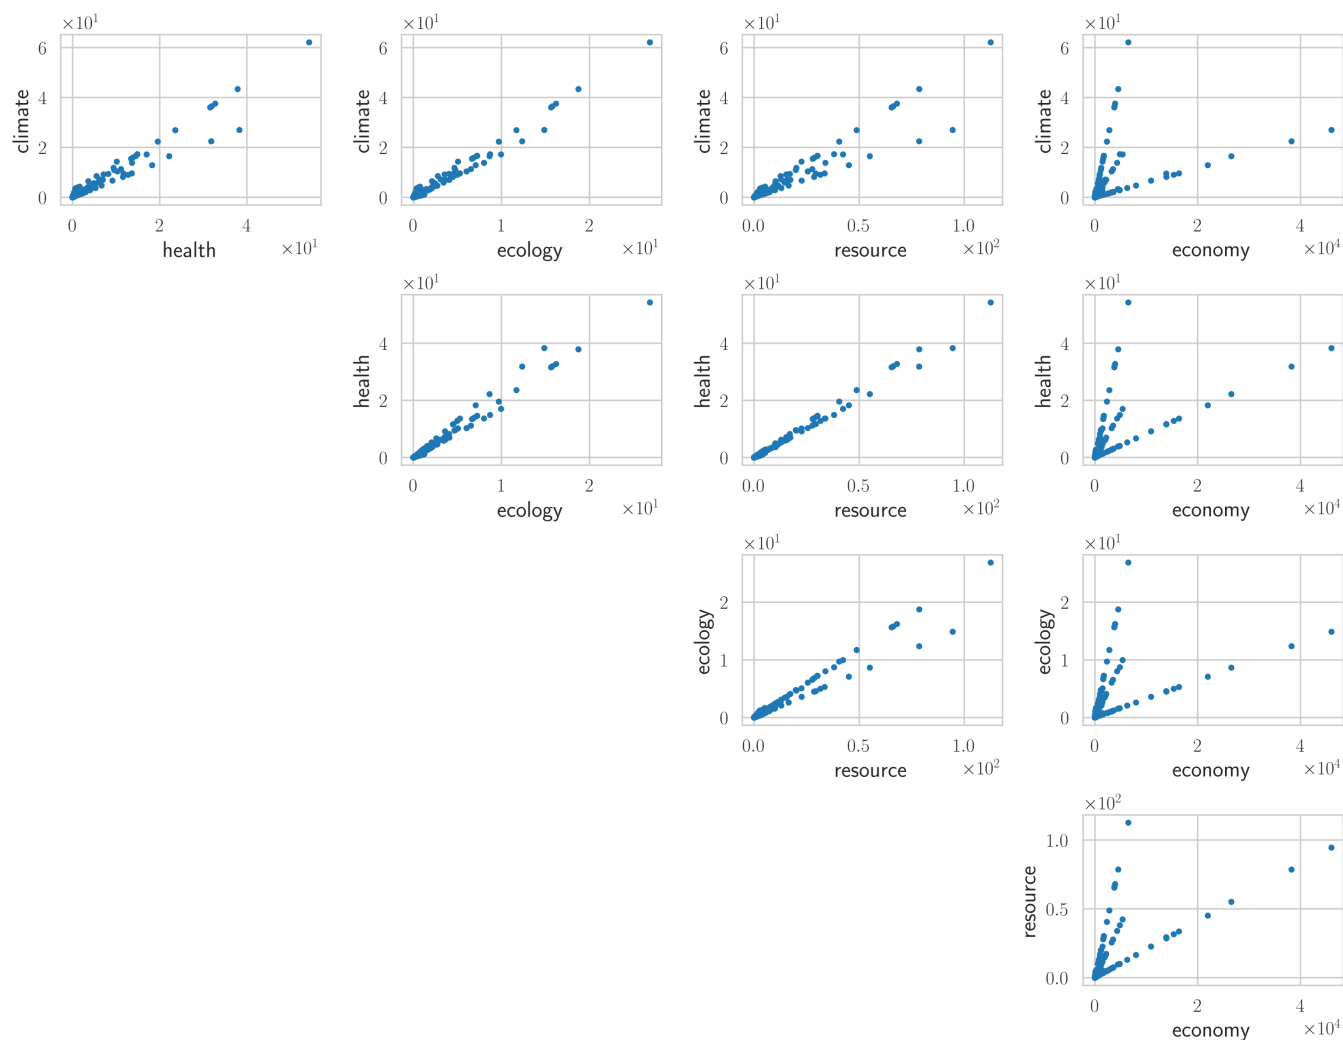 ×10¹ ×10¹ ×10¹ ×10¹
6 6 6 6
climate climate climate climate
4 4 4 4
2 2 2 2
0 0 0 0
0 2 4 0 1 2 0.0 0.5 1.0 0 2 4
health ×10¹ ecology ×10¹ resource ×10² economy ×10⁴
×10¹ ×10¹ ×10¹
health health health
4 4 4
2 2 2
0 0 0
0 1 2 0.0 0.5 1.0 0 2 4
ecology ×10¹ resource ×10² economy ×10⁴
×10¹ ×10¹
ecology ecology
2 2
1 1
0 0
0.0 0.5 1.0 0 2 4
resource ×10² economy ×10⁴
×10²
resource
1.0
0.5
0.0
0 2 4
economy ×10⁴